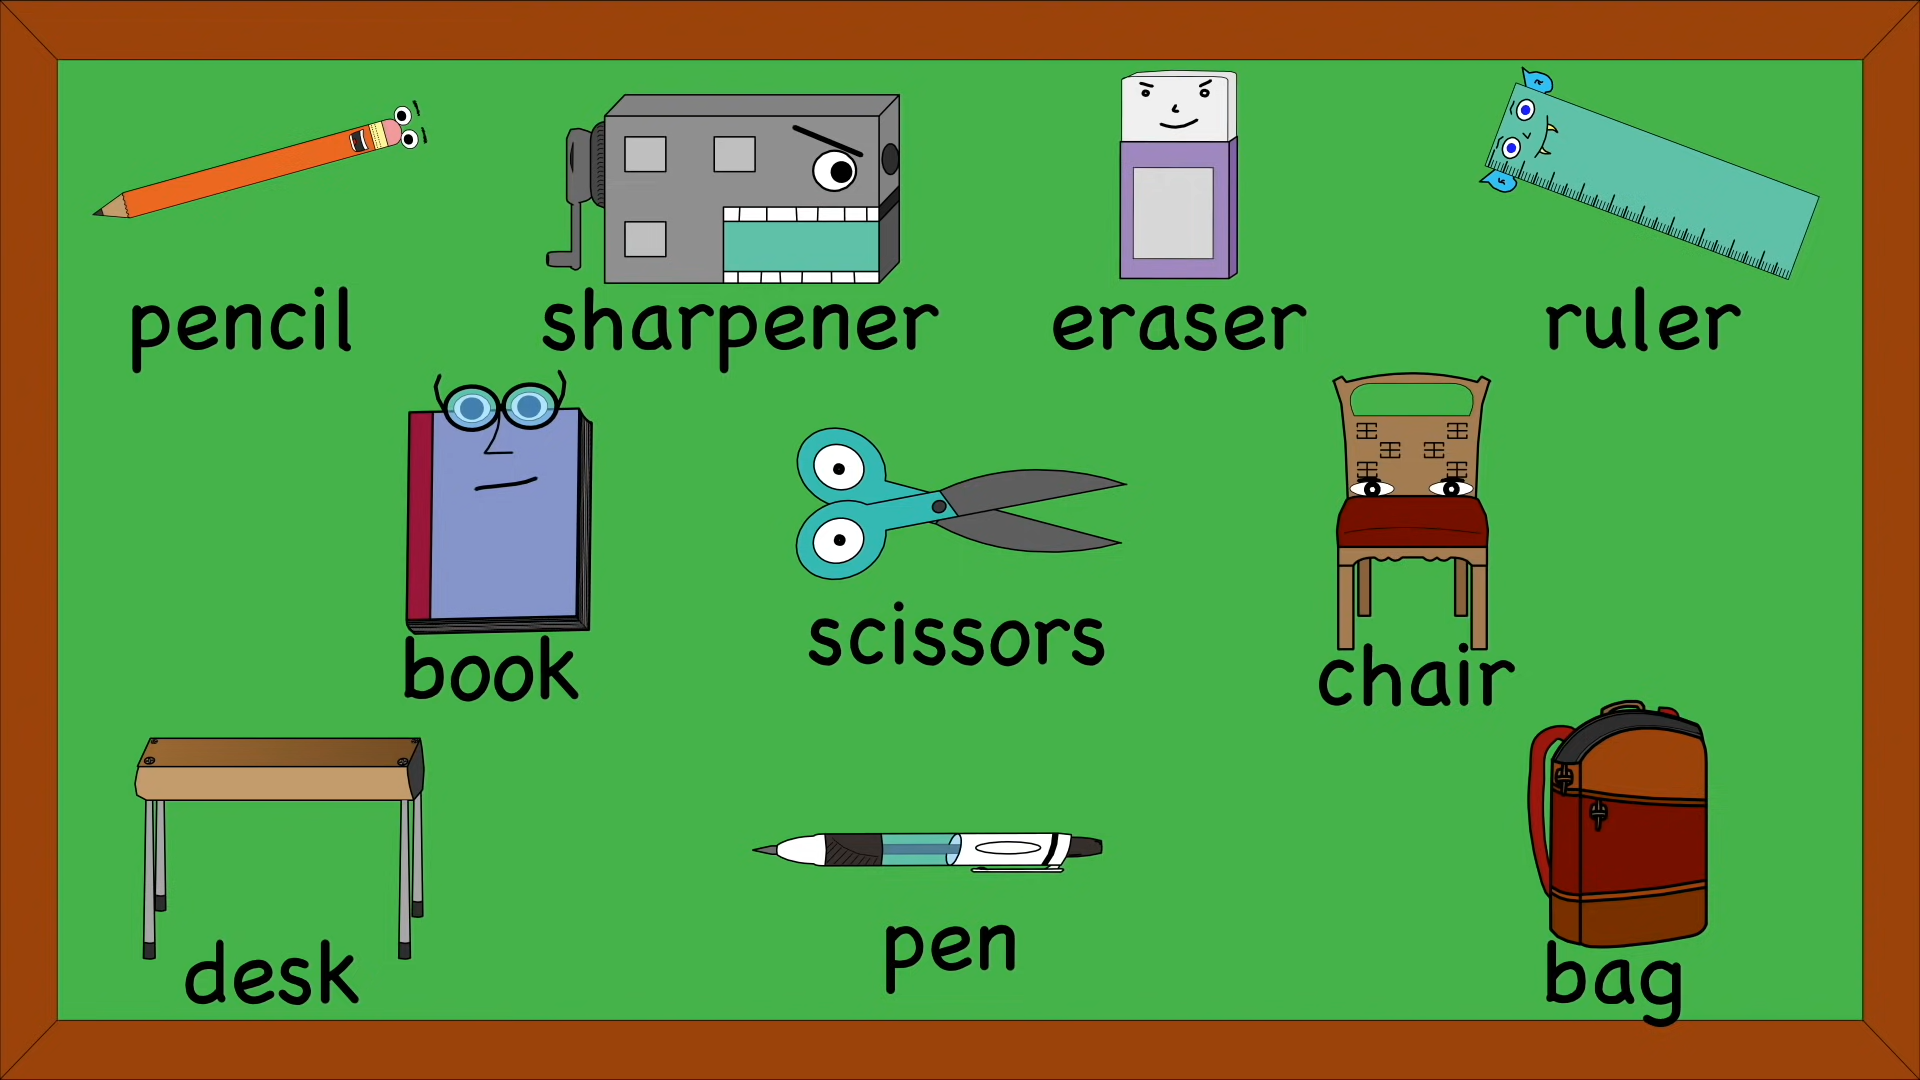 pencil
sharpener
eraser
ruler
book
scissors
chair
desk
pen
bag